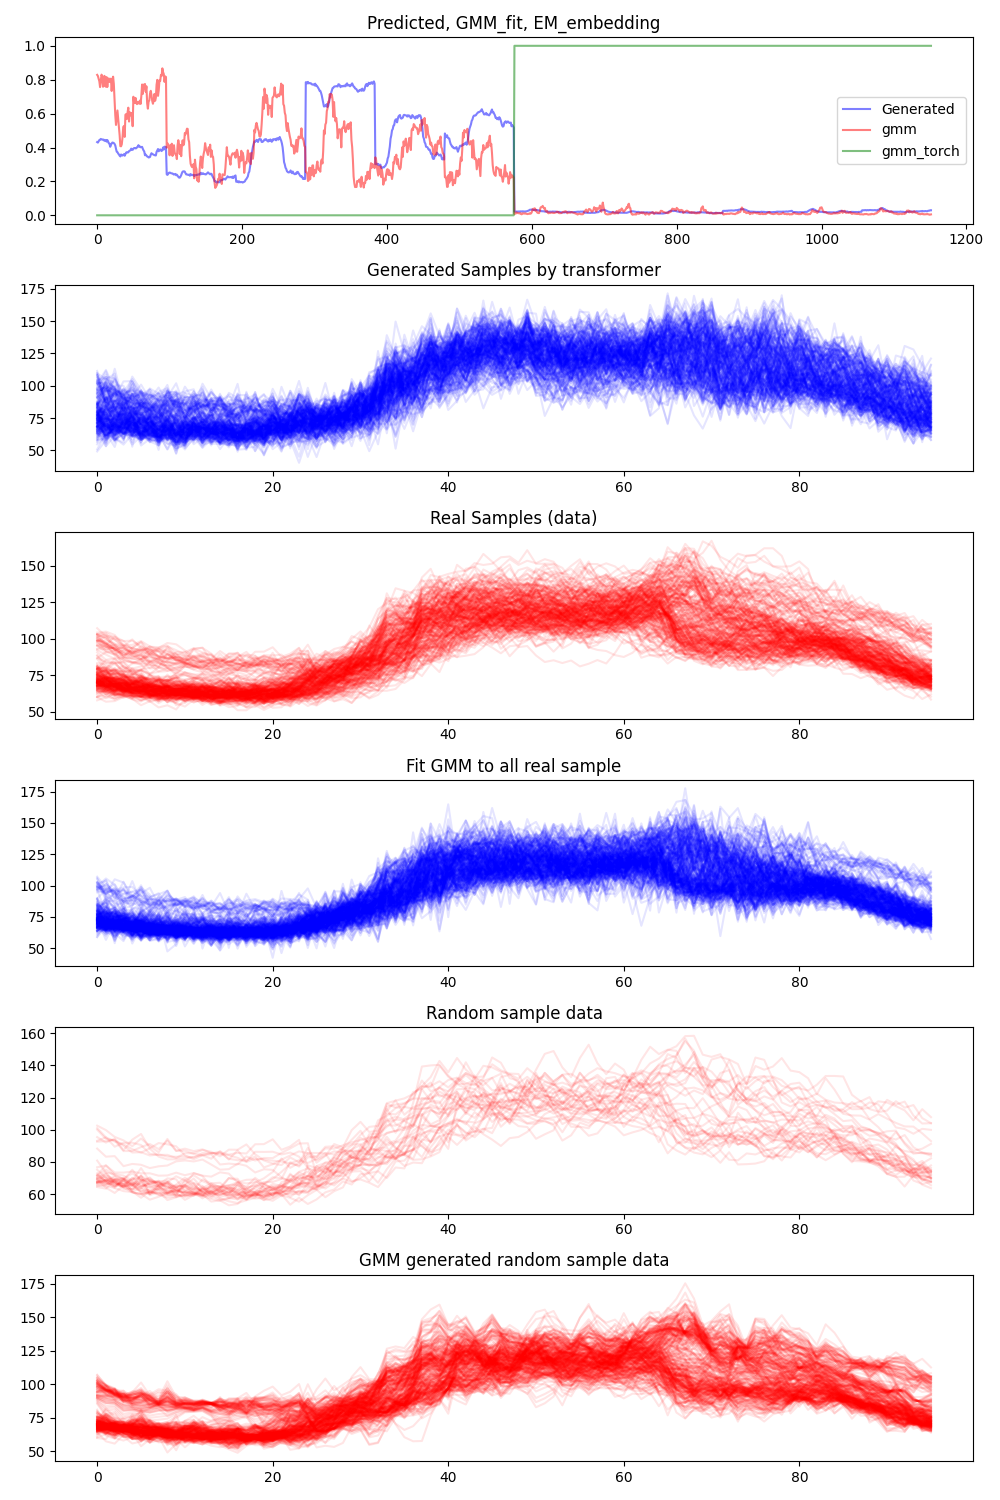 Predicted, GMM_fit, EM_embedding
1.0
0.8
0.6
0.4
0.2
0.0
Generated
gmm
gmm_torch
0 200 400 600 800 1000 1200
Generated Samples by transformer
175
150
125
100
75
50
0 20 40 60 80
Real Samples (data)
150
125
100
75
50
0 20 40 60 80
Fit GMM to all real sample
175
150
125
100
75
50
0 20 40 60 80
Random sample data
160
140
120
100
80
60
0 20 40 60 80
GMM generated random sample data
175
150
125
100
75
50
0 20 40 60 80